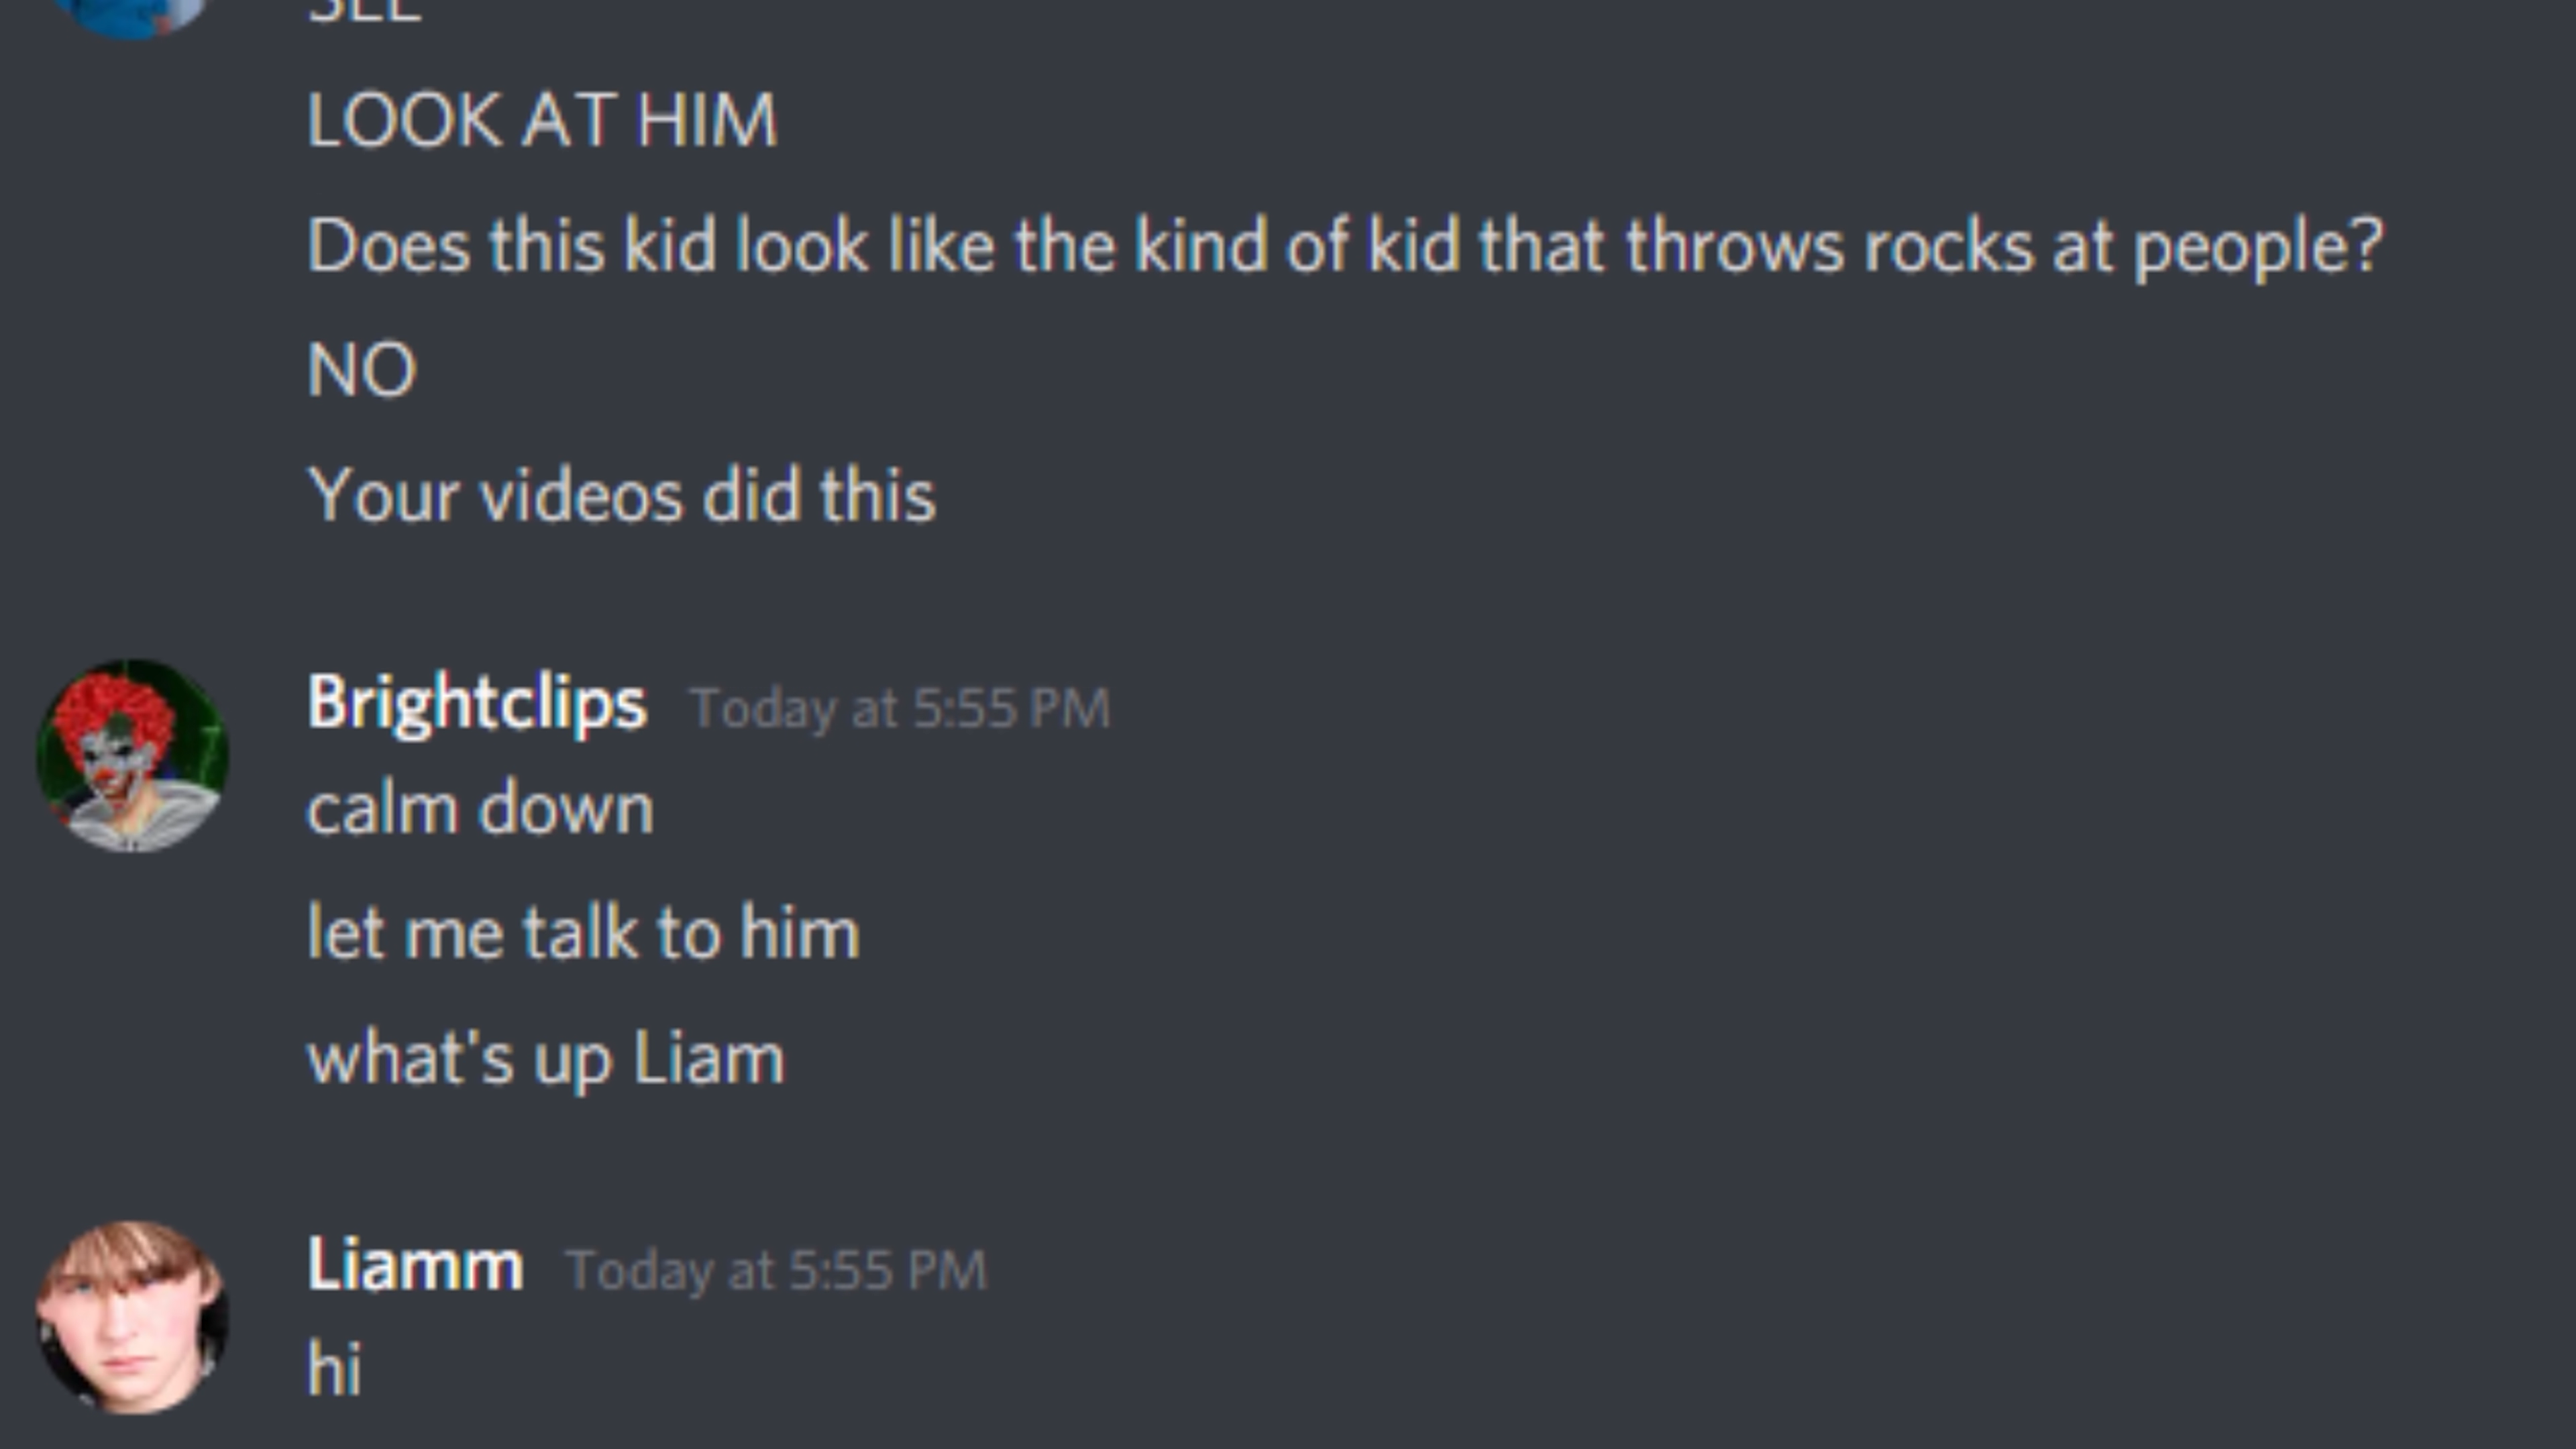 SEE
LOOK AT HIM
Does this kid look like the kind of kid that throws rocks at people?
NO
Your videos did this
Brightclips Today at 5:55 PM
calm down
let me talk to him
what's up Liam
Liamm Today at 5:55 PM
hi